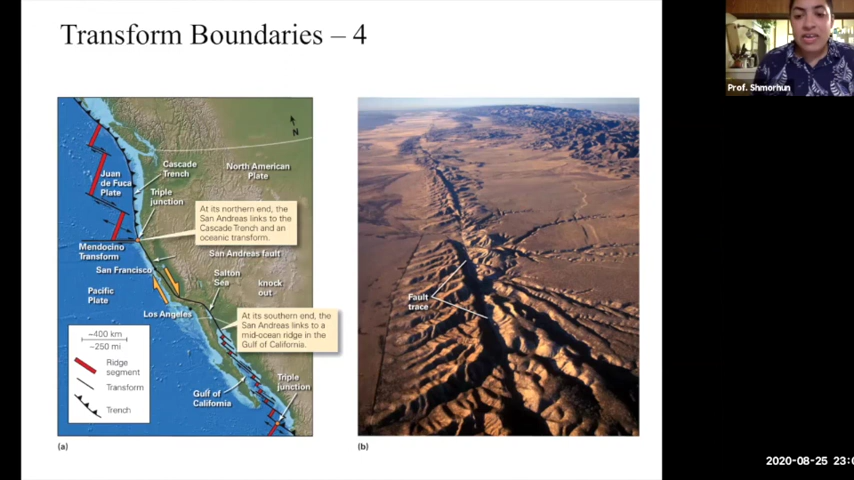 Transform Boundaries – 4
Prof. Shmorhun
N
Cascade
Trench
North American
Plate
Juan
de Fuca
Plate
Triple
junction
At its northern end, the
San Andreas links to the
Cascade Trench and an
oceanic transform.
Mendocino
Transform
San Andreas fault
San Francisco
Salton
Sea
knock
out
Pacific
Plate
Los Angeles
At its southern end, the
San Andreas links to a
mid-ocean ridge in the
Gulf of California.
~400 km
~250 mi
Ridge
segment
Transform
Trench
Gulf of
California
Triple
junction
(a)
Fault
trace
(b)
2020-08-25 23:0